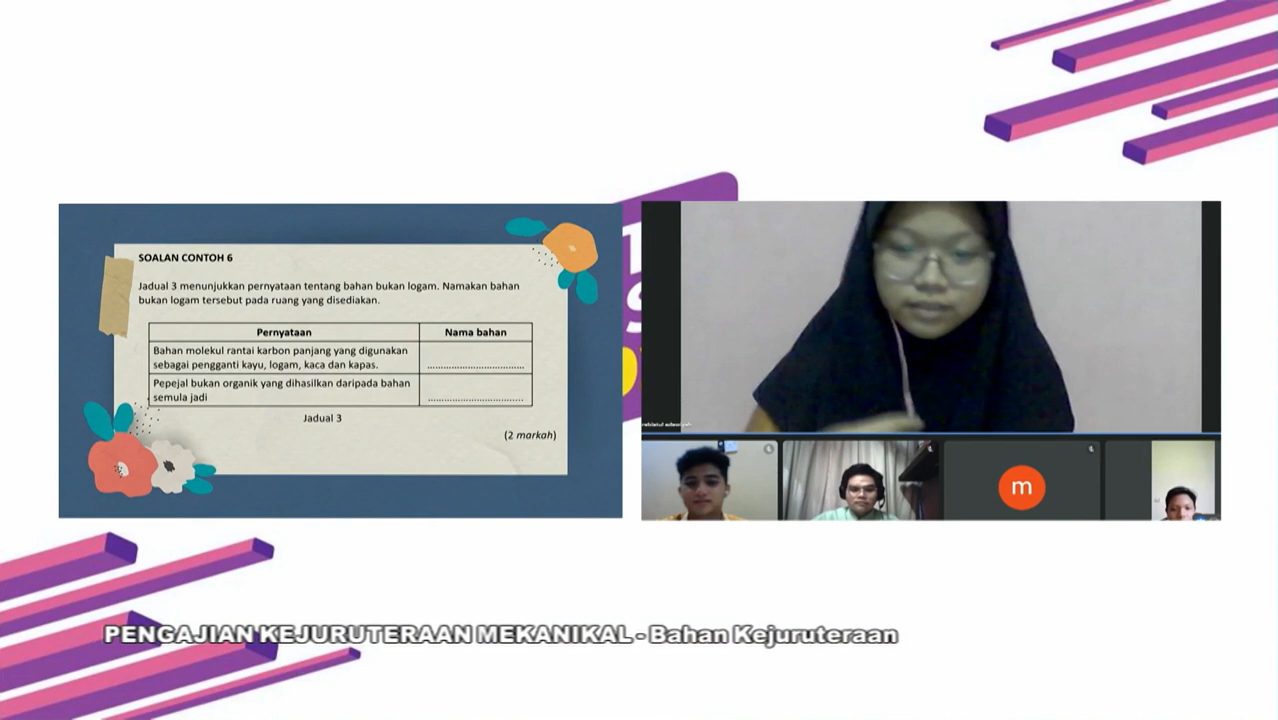 SOALAN CONTOH 6
Jadual 3 menunjukkan pernyataan tentang bahan bukan logam. Namakan bahan
bukan logam tersebut pada ruang yang disediakan.
Pernyataan
Nama bahan
Bahan molekul rantai karbon panjang yang digunakan
sebagai pengganti kayu, logam, kaca dan kapas.
Pepejal bukan organik yang dihasilkan daripada bahan
semula jadi
Jadual 3
(2 markah)
m
PENGAJIAN KEJURUTERAAN MEKANIKAL - Bahan Kejuruteraan